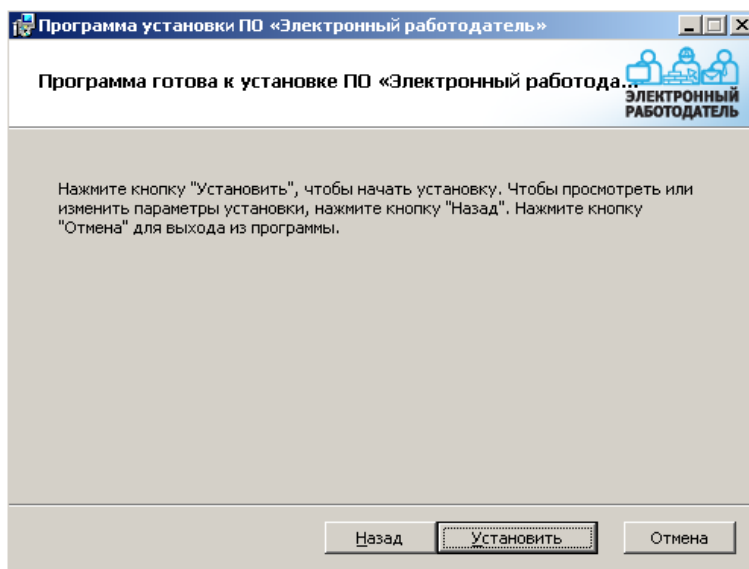 Программа установки ПО «Электронный работодатель»
Программа готова к установке ПО «Электронный работода...
ЭЛЕКТРОННЫЙ
РАБОТОДАТЕЛЬ
Нажмите кнопку "Установить", чтобы начать установку. Чтобы просмотреть или
изменить параметры установки, нажмите кнопку "Назад". Нажмите кнопку
"Отмена" для выхода из программы.
Назад Установить Отмена